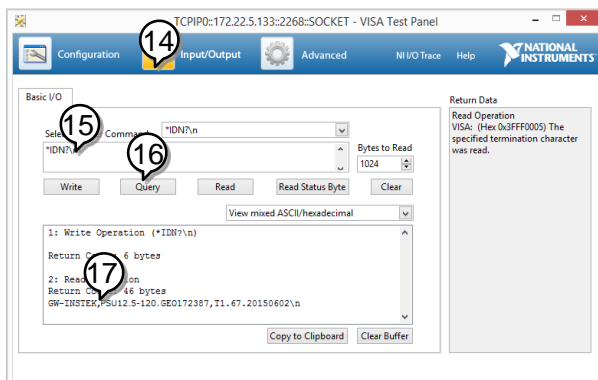 TCPIP0::172.22.5.133::2268::SOCKET - VISA Test Panel
Configuration
14
Input/Output
Advanced
NI I/O Trace
Help
NATIONAL
INSTRUMENTS
Basic I/O
15
Command
*IDN?\n
*IDN?\n
16
Bytes to Read
1024
Write
Query
Read
Read Status Byte
Clear
View mixed ASCII/hexadecimal
1: Write Operation (*IDN?\n)
Return 6 bytes
17
2: Read
Return 46 bytes
GW-INSTEK,PSU12.5-120.GEO172387,T1.67.20150602\n
Copy to Clipboard
Clear Buffer
Return Data
Read Operation
VISA: (Hex 0x3FFF0005) The
specified termination character
was read.